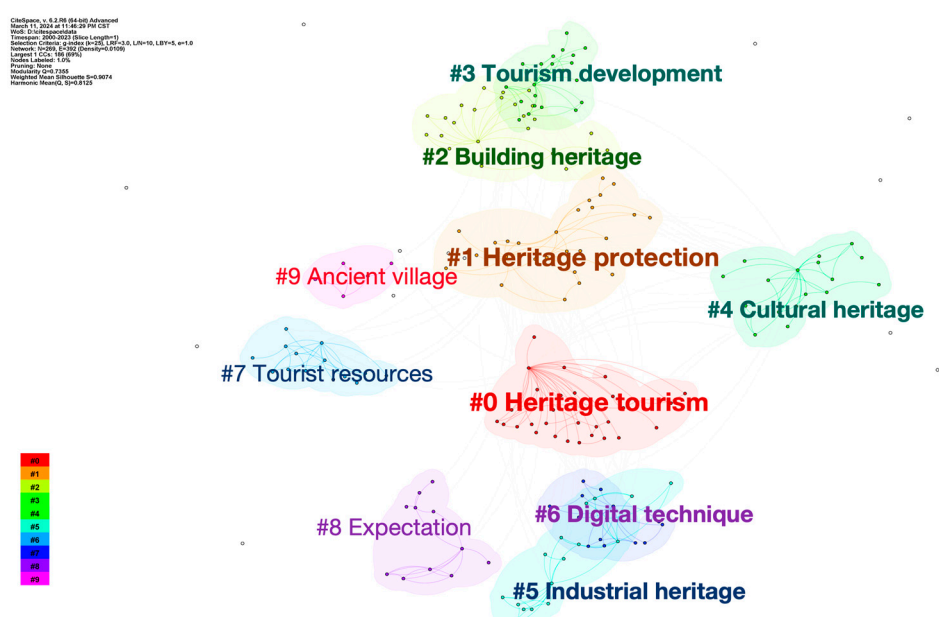 CiteSpace, v. 6.2.R6 (64-bit) Advanced
March 11, 2024 at 11:46:29 PM CST
WoS: D:\citespace\data
Timespan: 2000-2023 (Slice Length=1)
Selection Criteria: g-index (k=25), LRF=3.0, L/N=10, LBY=5, e=1.0
Network: N=269, E=392 (Density=0.0109)
Largest 1 CCs: 186 (69%)
Nodes Labeled: 1.0%
Pruning: None
Modularity Q=0.7355
Weighted Mean Silhouette S=0.9074
Harmonic Mean(Q, S)=0.8125
#3 Tourism development
#2 Building heritage
#1 Heritage protection
#9 Ancient village
#4 Cultural heritage
#7 Tourist resources
#0 Heritage tourism
#6 Digital technique
#8 Expectation
#5 Industrial heritage
#0
#1
#2
#3
#4
#5
#6
#7
#8
#9